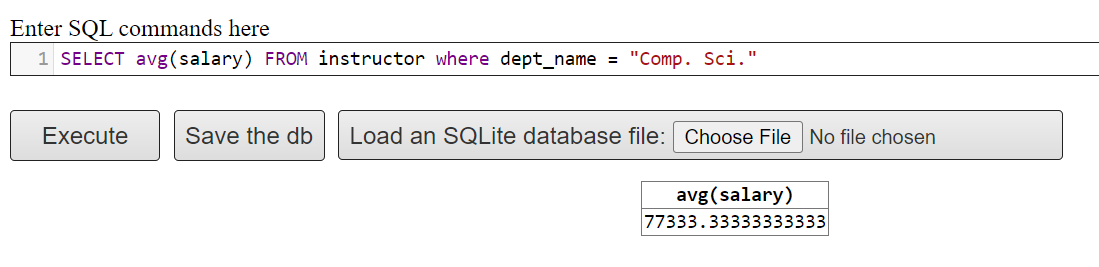 Enter SQL commands here
1 SELECT avg(salary) FROM instructor where dept_name = "Comp. Sci."
Execute Save the db Load an SQLite database file: Choose File No file chosen
avg(salary)
77333.33333333333